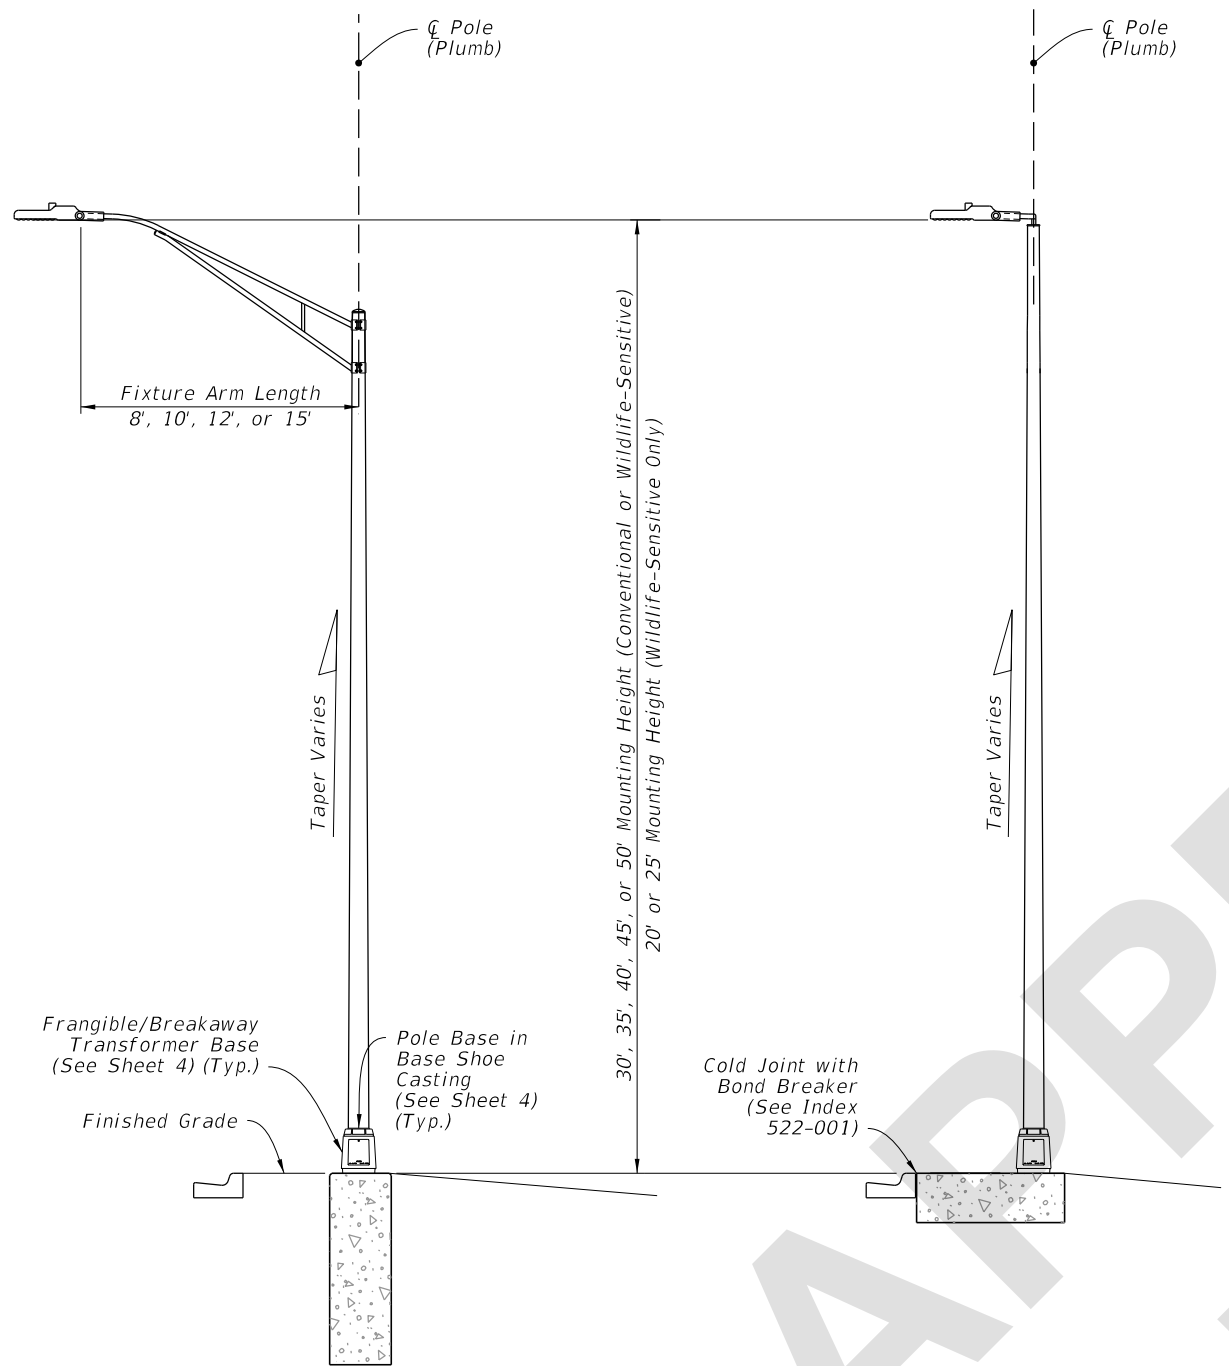 ℄ Pole
(Plumb)
℄ Pole
(Plumb)
Fixture Arm Length
8', 10', 12', or 15'
30', 35', 40', 45', or 50' Mounting Height (Conventional or Wildlife-Sensitive)
20' or 25' Mounting Height (Wildlife-Sensitive Only)
Taper Varies
Taper Varies
Frangible/Breakaway
Transformer Base
(See Sheet 4) (Typ.)
Finished Grade
Pole Base in
Base Shoe
Casting
(See Sheet 4)
(Typ.)
Cold Joint with
Bond Breaker
(See Index
522-001)
APP